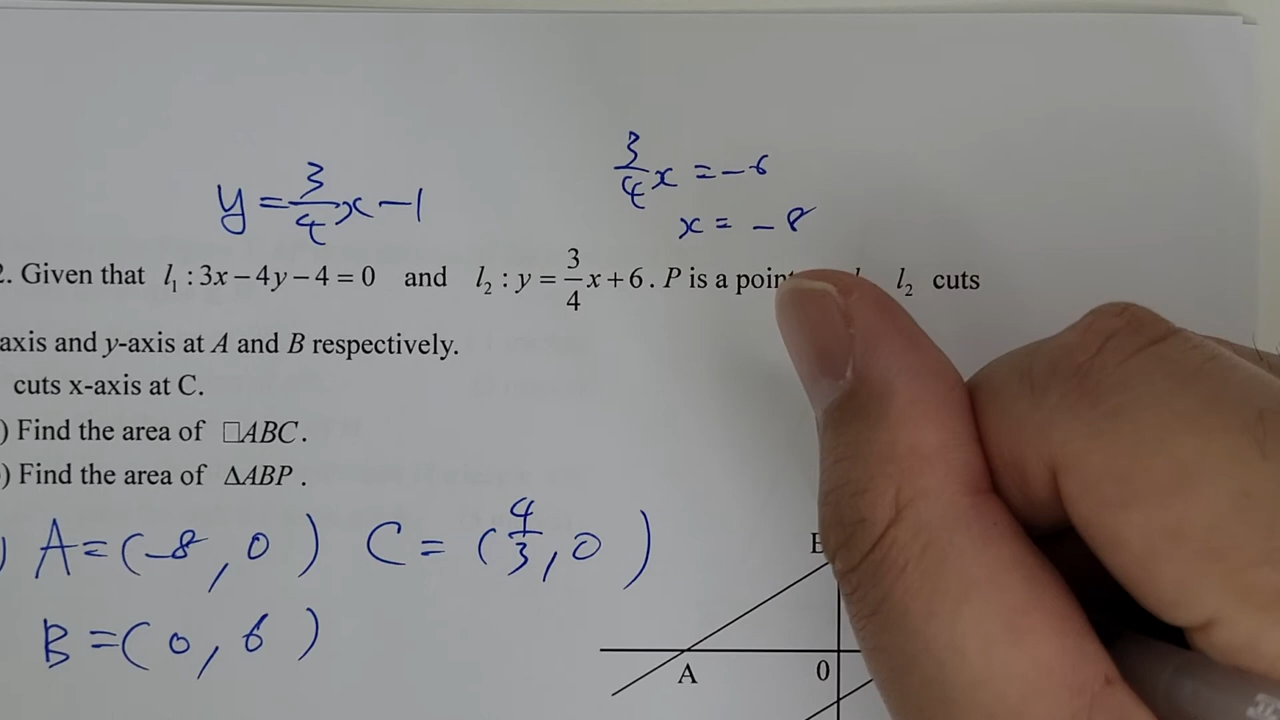 3/4 x = -6
y = 3/4 x - 1
x = -8
2. Given that l₁ : 3x − 4y − 4 = 0 and l₂ : y = 3/4 x + 6. P is a point l₂ cuts
axis and y-axis at A and B respectively.
cuts x-axis at C.
) Find the area of □ABC.
) Find the area of ΔABP.
) A = (-8, 0) C = (4/3, 0)
B
B = (0, 6)
A 0